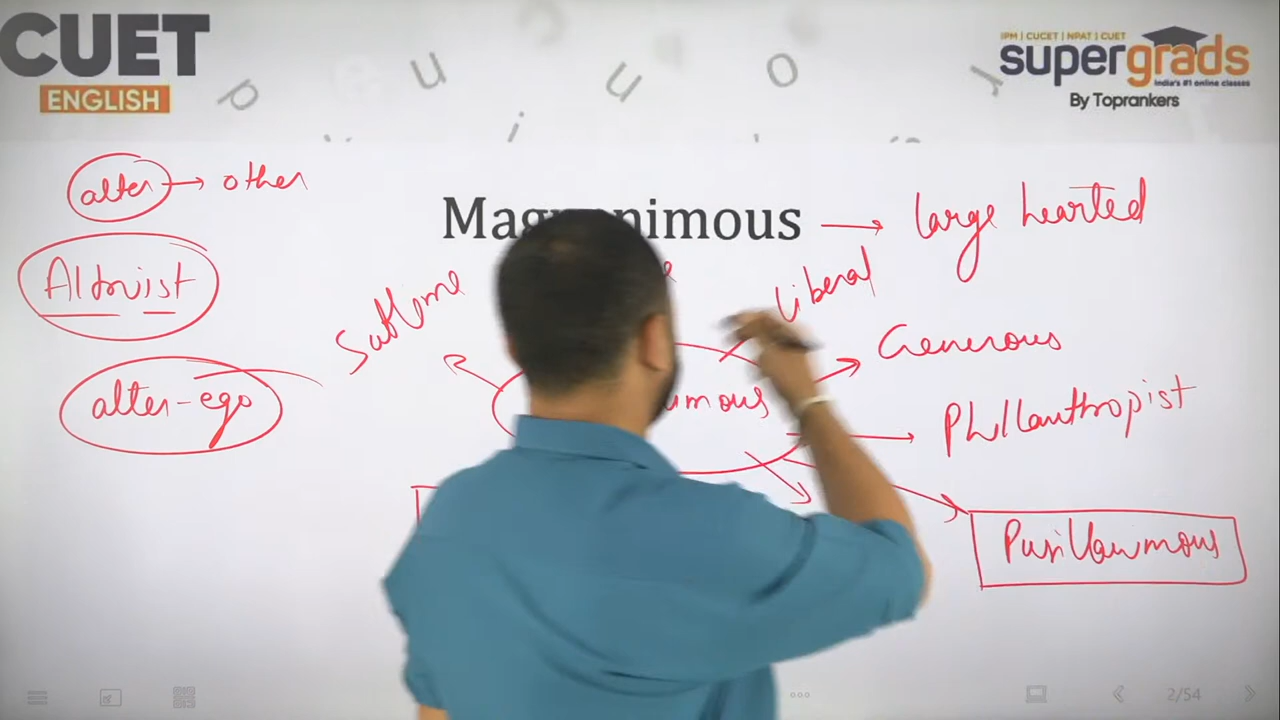 CUET
ENGLISH
IPM | CUCET | NPAT | CUET
supergrads
India's #1 online classes
By Toprankers
alter → other
Altruist
alter-ego
Magnanimous → large hearted
Sublime
liberal
Generous
Philanthropist
Pusillanimous
2/54